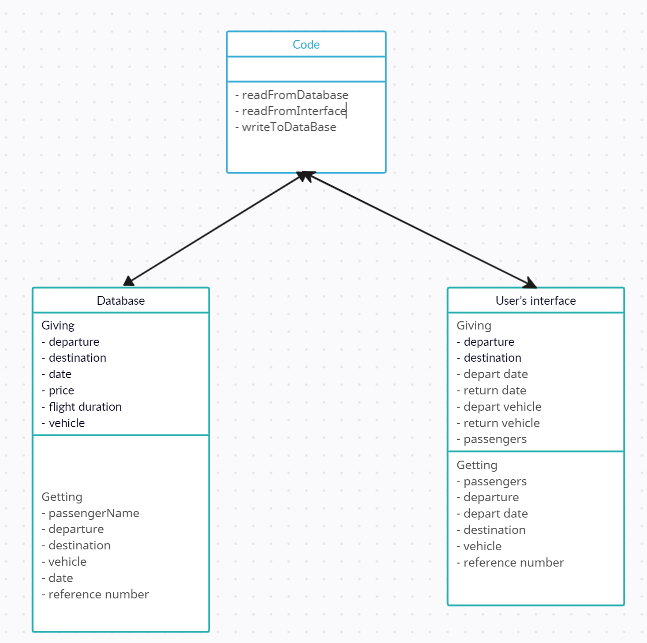 Code
- readFromDatabase
- readFromInterface
- writeToDataBase
Database
Giving
- departure
- destination
- date
- price
- flight duration
- vehicle
Getting
- passengerName
- departure
- destination
- vehicle
- date
- reference number
User's interface
Giving
- departure
- destination
- depart date
- return date
- depart vehicle
- return vehicle
- passengers
Getting
- passengers
- departure
- depart date
- destination
- vehicle
- reference number